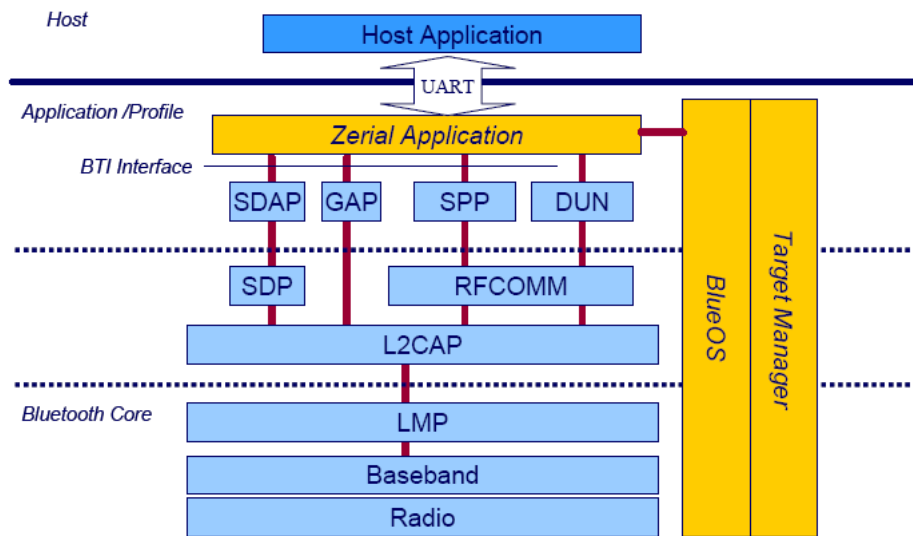 Host
Host Application
UART
Application /Profile
Zerial Application
BTI Interface
SDAP
GAP
SPP
DUN
SDP
RFCOMM
L2CAP
BlueOS
Target Manager
Bluetooth Core
LMP
Baseband
Radio